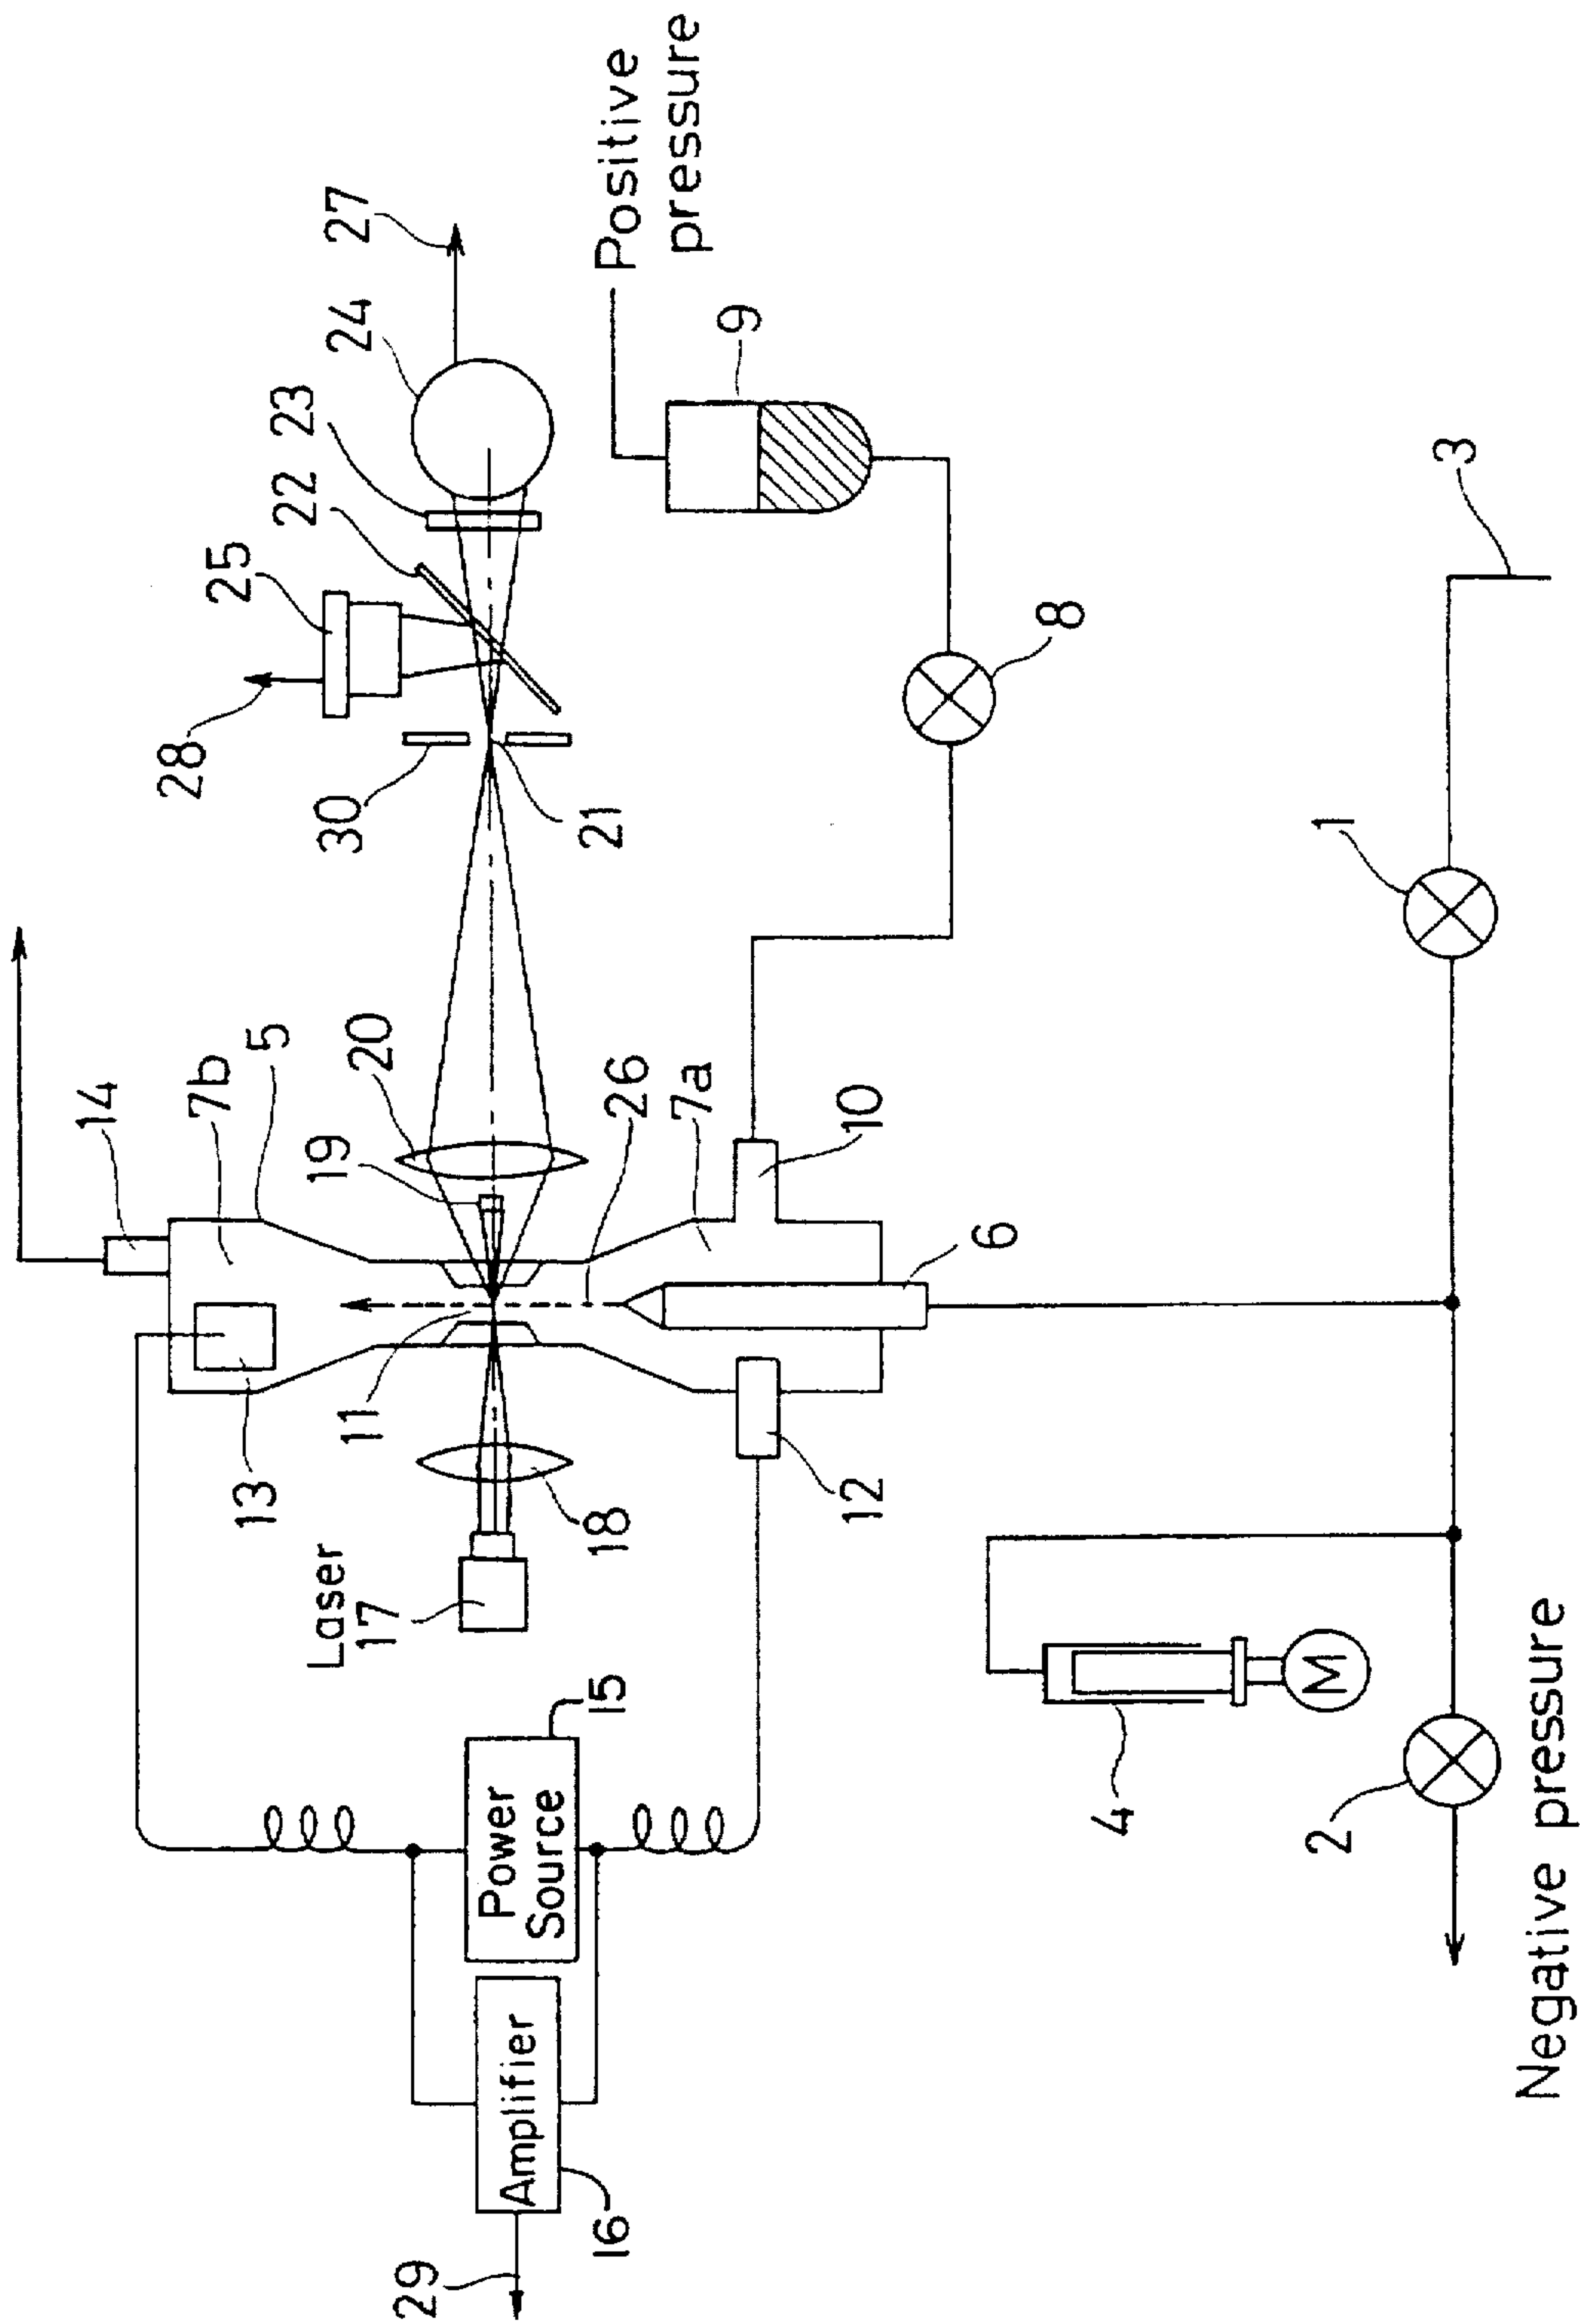 14
7b
5
13
11
19
20
26
7a
10
6
12
Laser
17
18
28
25
22
23
24
27
30
21
Positive
pressure
9
8
1
3
15
Power
Source
Amplifier
16
29
4
M
2
Negative pressure